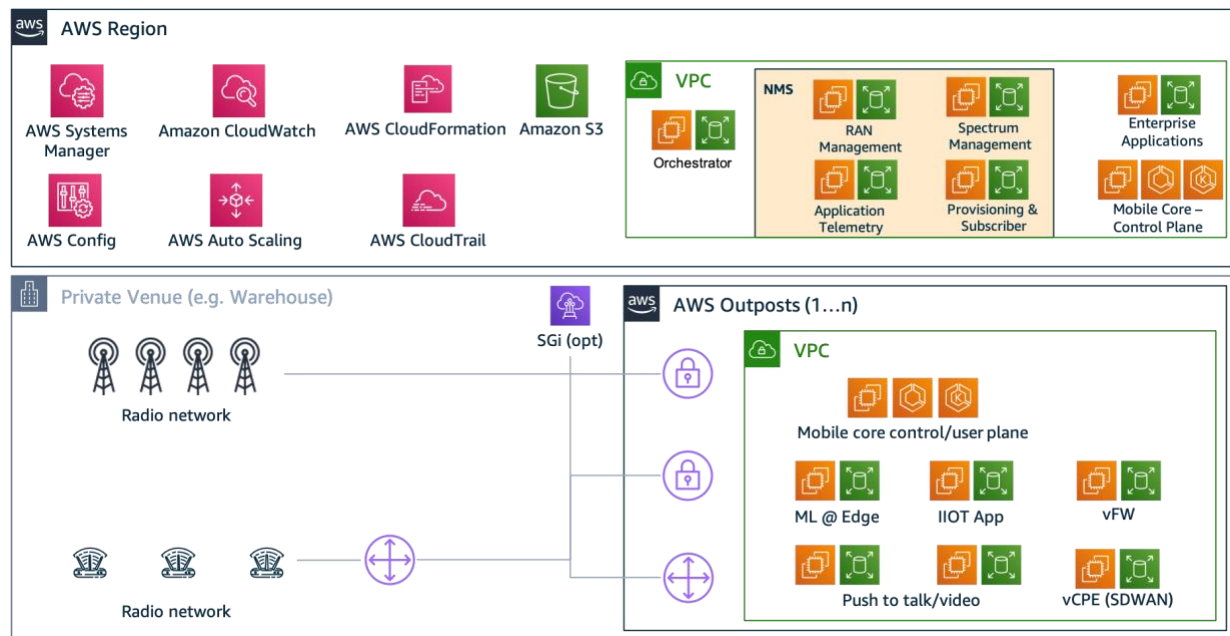 aws
AWS Region
AWS Systems
Manager
Amazon CloudWatch
AWS CloudFormation
Amazon S3
AWS Config
AWS Auto Scaling
AWS CloudTrail
VPC
Orchestrator
NMS
RAN
Management
Spectrum
Management
Application
Telemetry
Provisioning &
Subscriber
Enterprise
Applications
Mobile Core –
Control Plane
Private Venue (e.g. Warehouse)
Radio network
Radio network
SGi (opt)
aws
AWS Outposts (1...n)
VPC
Mobile core control/user plane
ML @ Edge
IIOT App
vFW
Push to talk/video
vCPE (SDWAN)